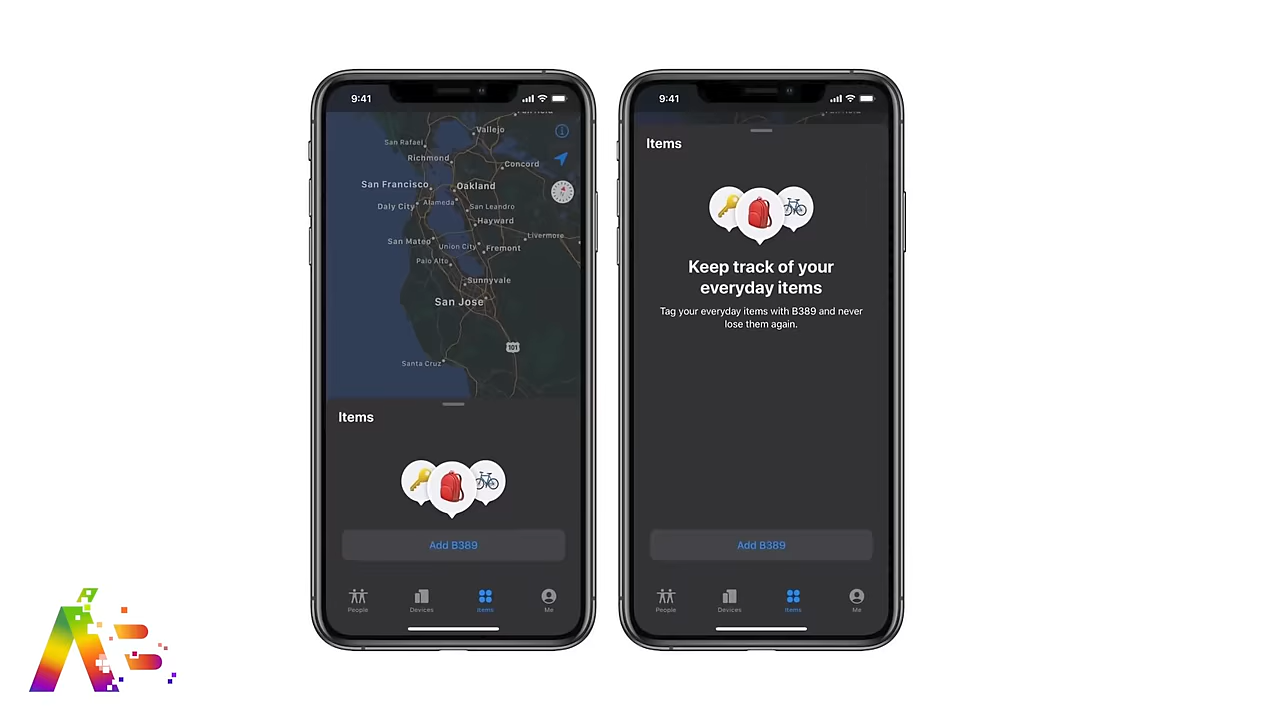 9:41
Vallejo
San Rafael
Richmond
Concord
San Francisco
Oakland
Daly City
Alameda
San Leandro
Hayward
Livermore
San Mateo
Union City
Fremont
Palo Alto
Sunnyvale
San Jose
101
Santa Cruz
Items
Add B389
People
Devices
Items
Me
9:41
Items
Keep track of your
everyday items
Tag your everyday items with B389 and never
lose them again.
Add B389
People
Devices
Items
Me